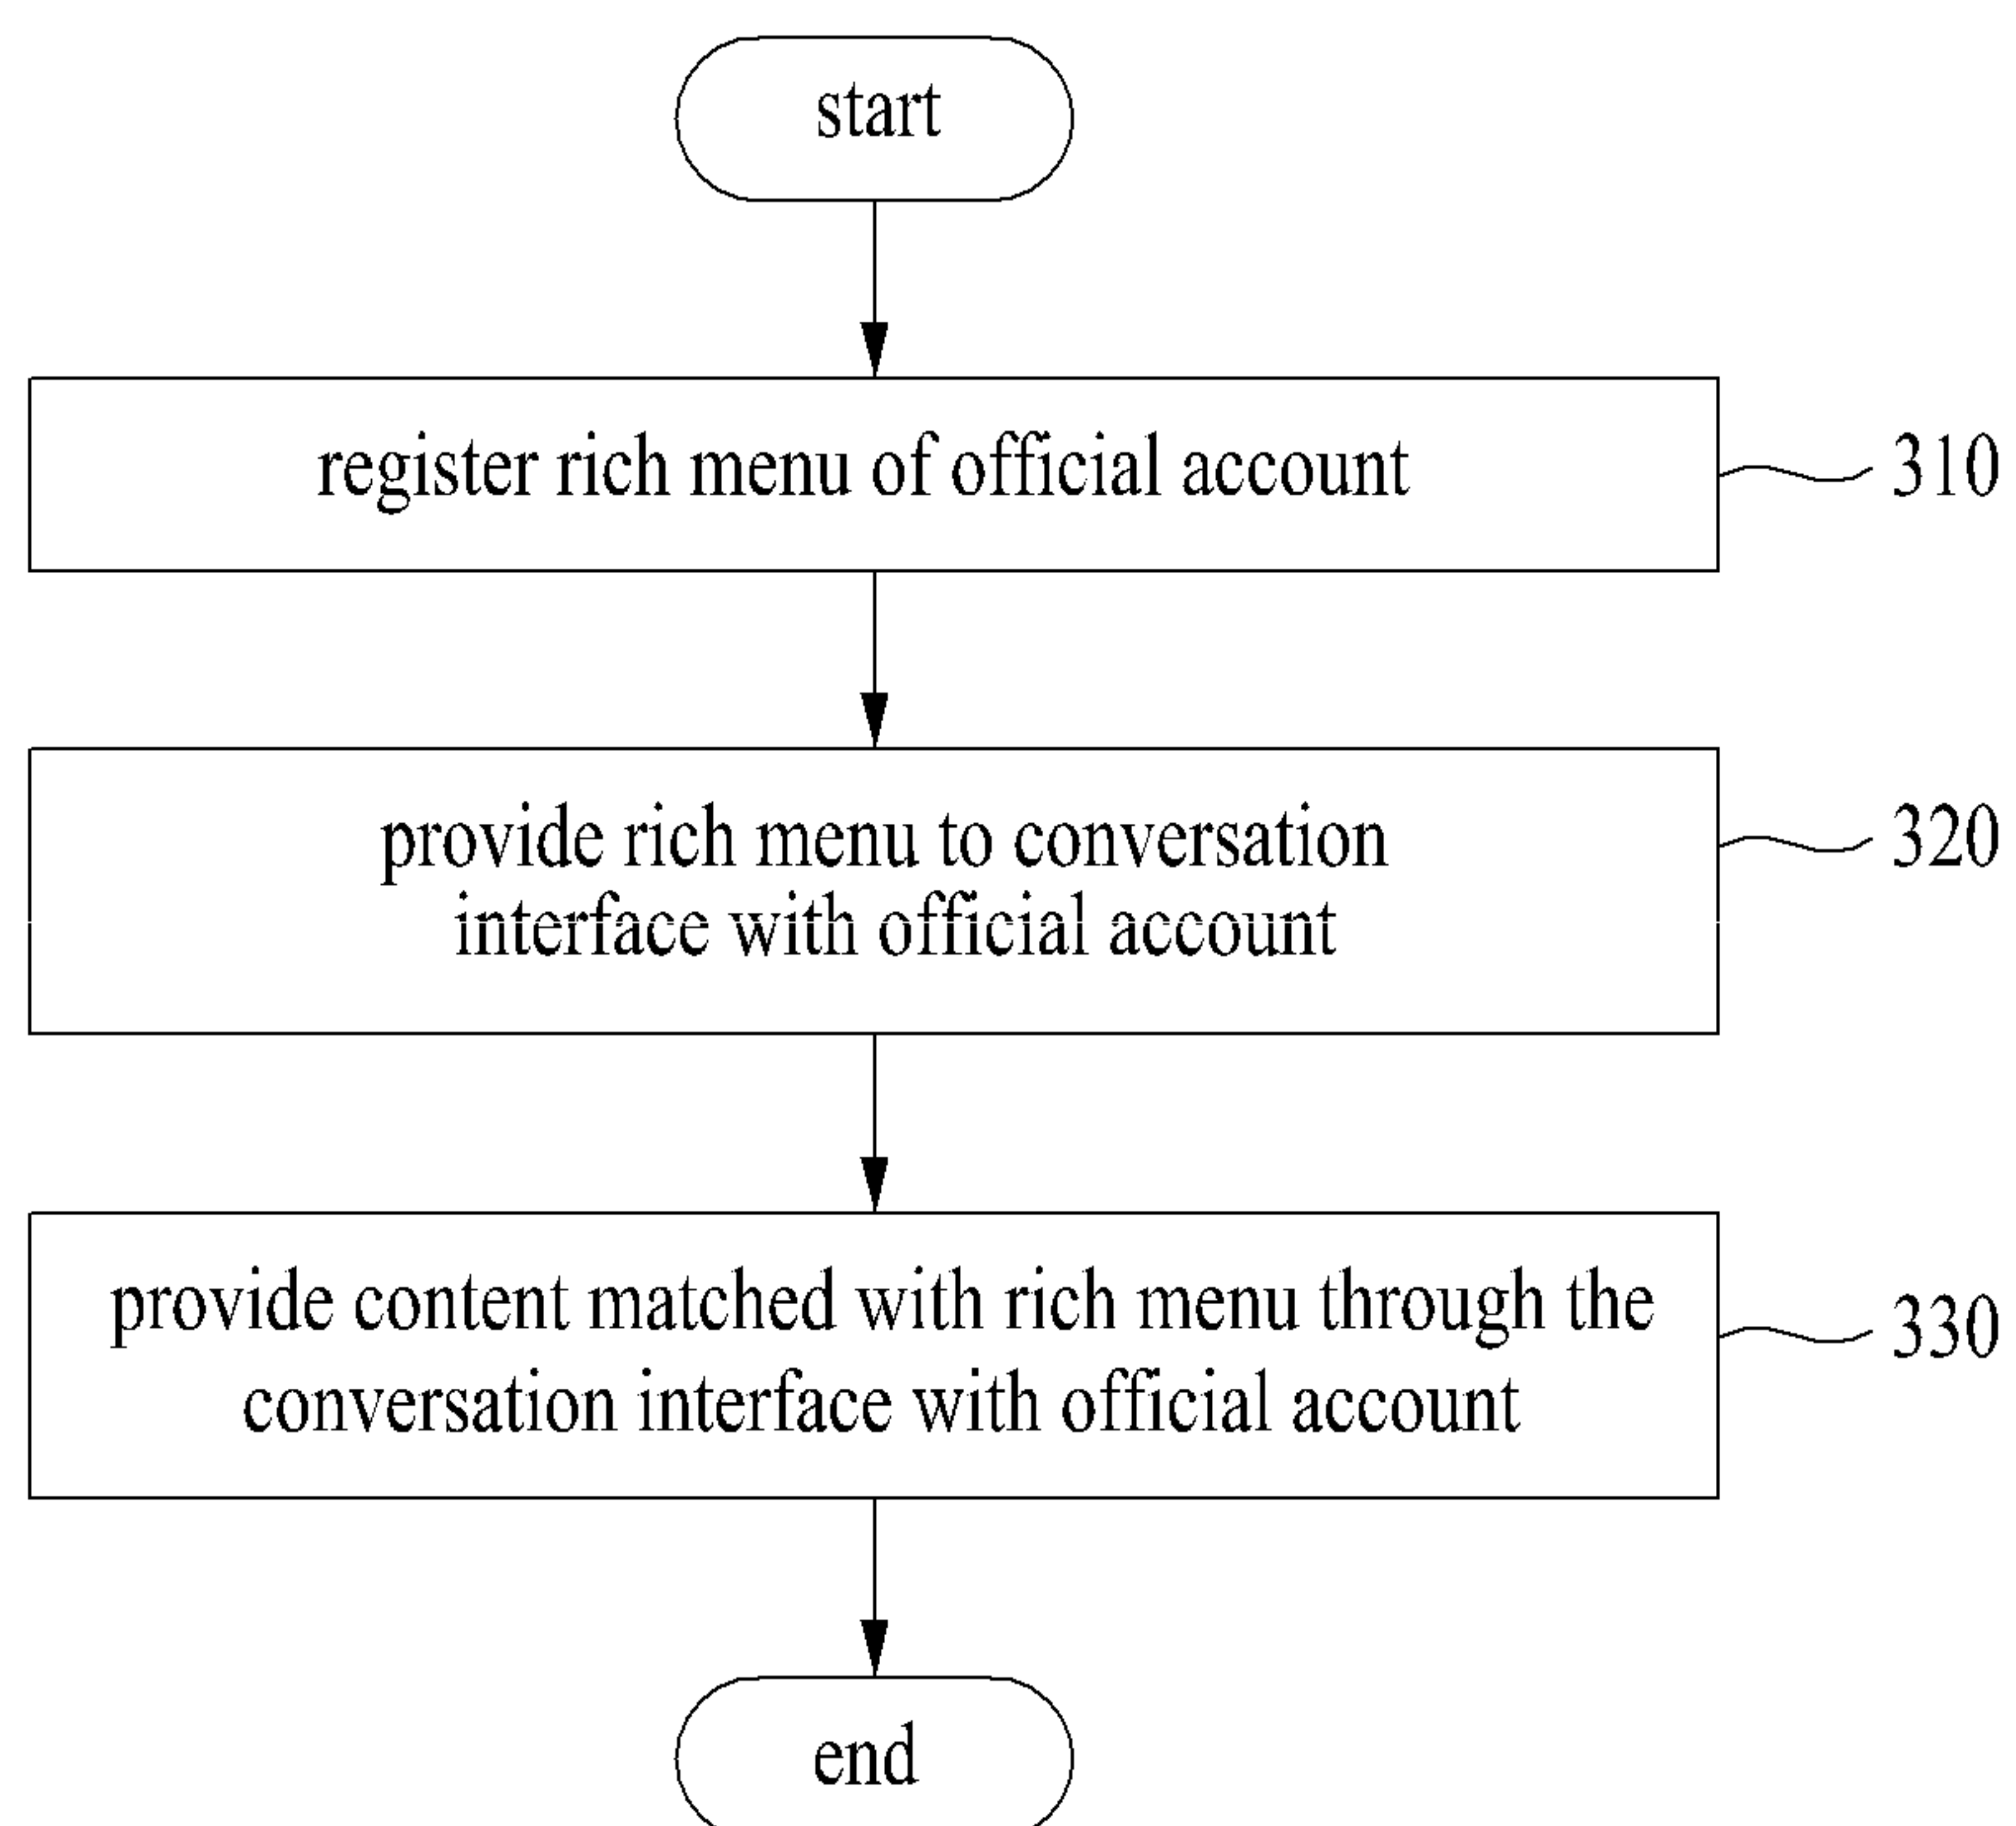 start
register rich menu of official account
310
provide rich menu to conversation
interface with official account
320
provide content matched with rich menu through the
conversation interface with official account
330
end